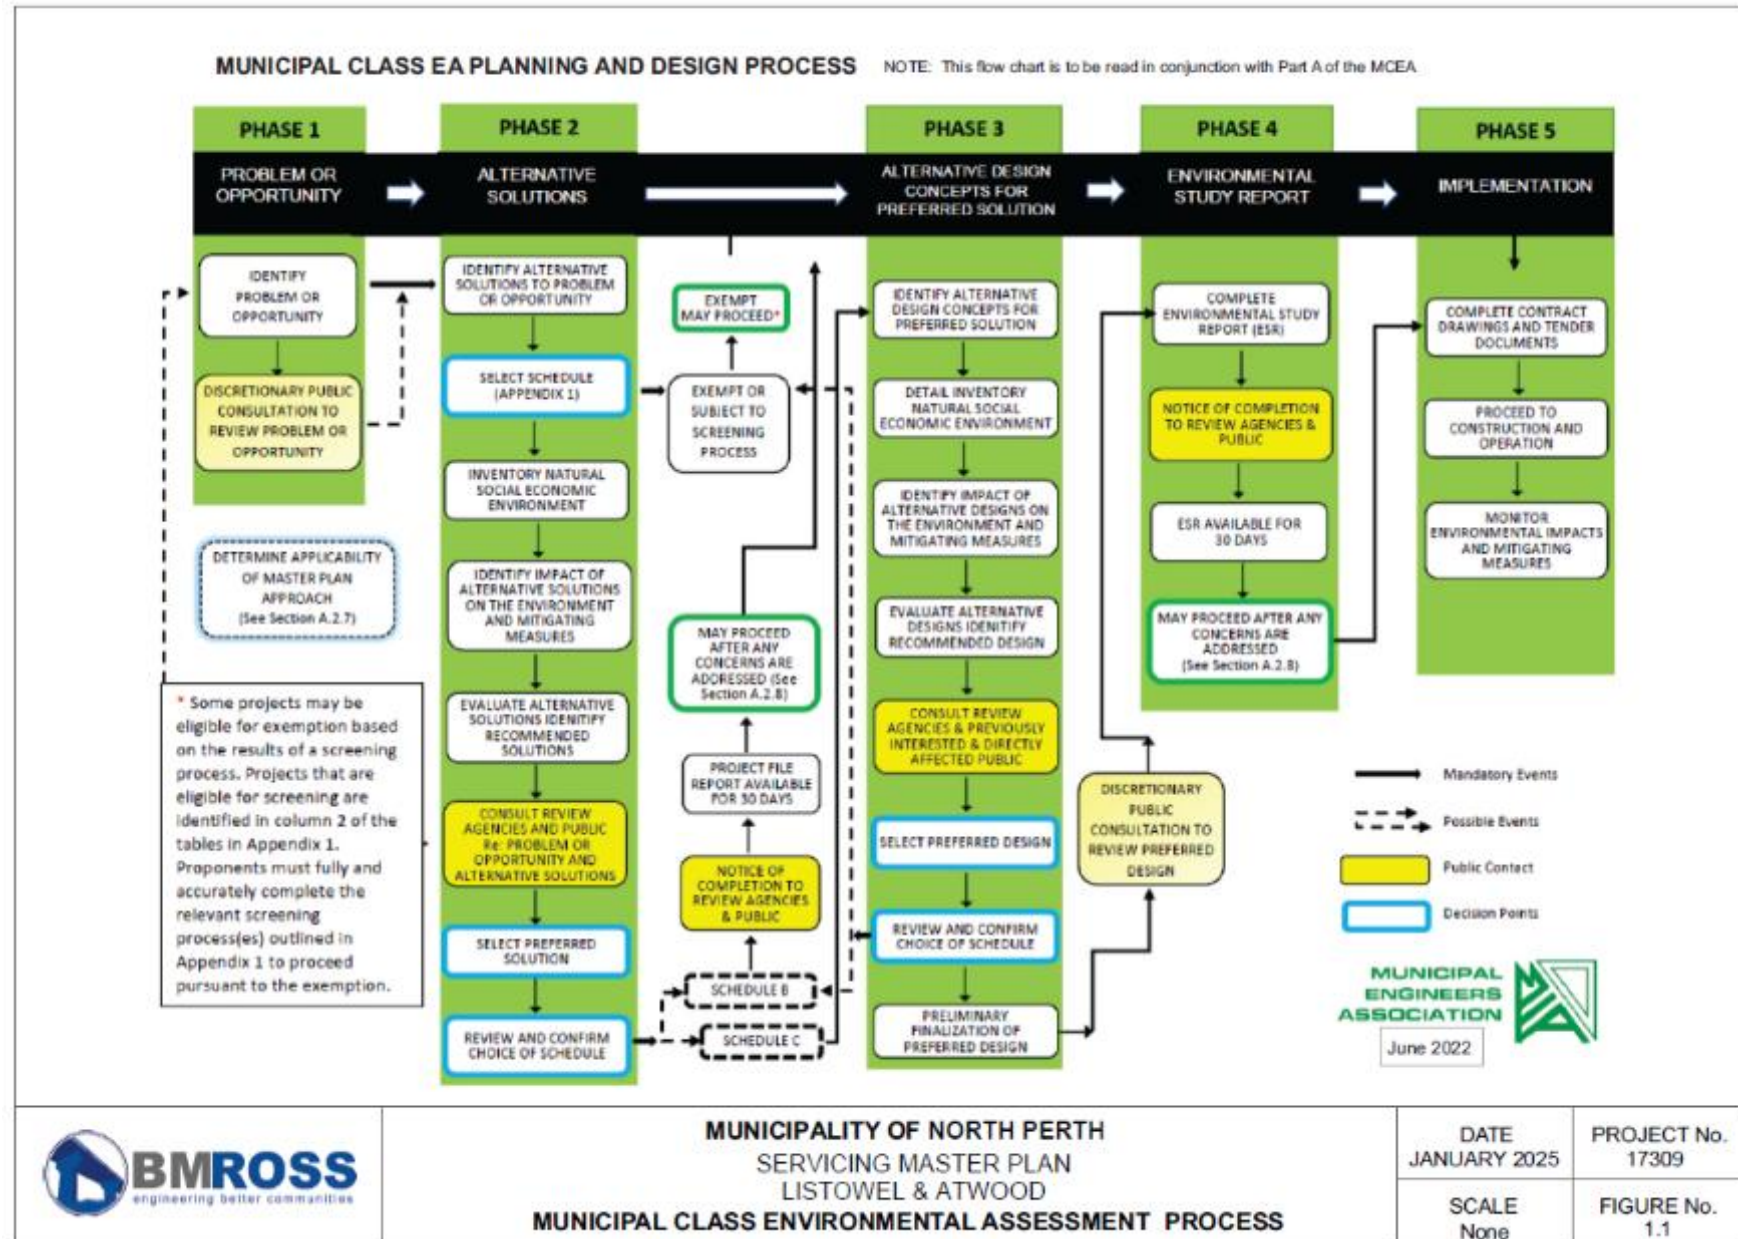 MUNICIPAL CLASS EA PLANNING AND DESIGN PROCESS
NOTE: This flow chart is to be read in conjunction with Part A of the MCEA
PHASE 1
PHASE 2
PHASE 3
PHASE 4
PHASE 5
PROBLEM OR
OPPORTUNITY
ALTERNATIVE
SOLUTIONS
ALTERNATIVE DESIGN
CONCEPTS FOR
PREFERRED SOLUTION
ENVIRONMENTAL
STUDY REPORT
IMPLEMENTATION
IDENTIFY
PROBLEM OR
OPPORTUNITY
DISCRETIONARY PUBLIC
CONSULTATION TO
REVIEW PROBLEM OR
OPPORTUNITY
DETERMINE APPLICABILITY
OF MASTER PLAN
APPROACH
(See Section A.2.7)
* Some projects may be
eligible for exemption based
on the results of a screening
process. Projects that are
eligible for screening are
identified in column 2 of the
tables in Appendix 1.
Proponents must fully and
accurately complete the
relevant screening
process(es) outlined in
Appendix 1 to proceed
pursuant to the exemption.
IDENTIFY ALTERNATIVE
SOLUTIONS TO PROBLEM
OR OPPORTUNITY
SELECT SCHEDULE
(APPENDIX 1)
INVENTORY NATURAL
SOCIAL ECONOMIC
ENVIRONMENT
IDENTIFY IMPACT OF
ALTERNATIVE SOLUTIONS
ON THE ENVIRONMENT
AND MITIGATING
MEASURES
EVALUATE ALTERNATIVE
SOLUTIONS IDENITIFY
RECOMMENDED
SOLUTIONS
CONSULT REVIEW
AGENCIES AND PUBLIC
Re: PROBLEM OR
OPPORTUNITY AND
ALTERNATIVE SOLUTIONS
SELECT PREFERRED
SOLUTION
REVIEW AND CONFIRM
CHOICE OF SCHEDULE
EXEMPT
MAY PROCEED*
EXEMPT OR
SUBJECT TO
SCREENING
PROCESS
MAY PROCEED
AFTER ANY
CONCERNS ARE
ADDRESSED (See
Section A.2.8)
PROJECT FILE
REPORT AVAILABLE
FOR 30 DAYS
NOTICE OF
COMPLETION TO
REVIEW AGENCIES
& PUBLIC
SCHEDULE B
SCHEDULE C
IDENTIFY ALTERNATIVE
DESIGN CONCEPTS FOR
PREFERRED SOLUTION
DETAIL INVENTORY
NATURAL SOCIAL
ECONOMIC ENVIRONMENT
IDENTIFY IMPACT OF
ALTERNATIVE DESIGNS ON
THE ENVIRONMENT AND
MITIGATING MEASURES
EVALUATE ALTERNATIVE
DESIGNS IDENITIFY
RECOMMENDED DESIGN
CONSULT REVIEW
AGENCIES & PREVIOUSLY
INTERESTED & DIRECTLY
AFFECTED PUBLIC
SELECT PREFERRED DESIGN
REVIEW AND CONFIRM
CHOICE OF SCHEDULE
PRELIMINARY
FINALIZATION OF
PREFERRED DESIGN
DISCRETIONARY
PUBLIC
CONSULTATION TO
REVIEW PREFERRED
DESIGN
COMPLETE
ENVIRONMENTAL STUDY
REPORT (ESR)
NOTICE OF COMPLETION
TO REVIEW AGENCIES &
PUBLIC
ESR AVAILABLE FOR
30 DAYS
MAY PROCEED AFTER ANY
CONCERNS ARE
ADDRESSED
(See Section A.2.8)
COMPLETE CONTRACT
DRAWINGS AND TENDER
DOCUMENTS
PROCEED TO
CONSTRUCTION AND
OPERATION
MONITOR
ENVIRONMENTAL IMPACTS
AND MITIGATING
MEASURES
Mandatory Events
Possible Events
Public Contact
Decision Points
MUNICIPAL
ENGINEERS
ASSOCIATION
June 2022
BMROSS
engineering better communities
MUNICIPALITY OF NORTH PERTH
SERVICING MASTER PLAN
LISTOWEL & ATWOOD
MUNICIPAL CLASS ENVIRONMENTAL ASSESSMENT PROCESS
DATE
JANUARY 2025
PROJECT No.
17309
SCALE
None
FIGURE No.
1.1